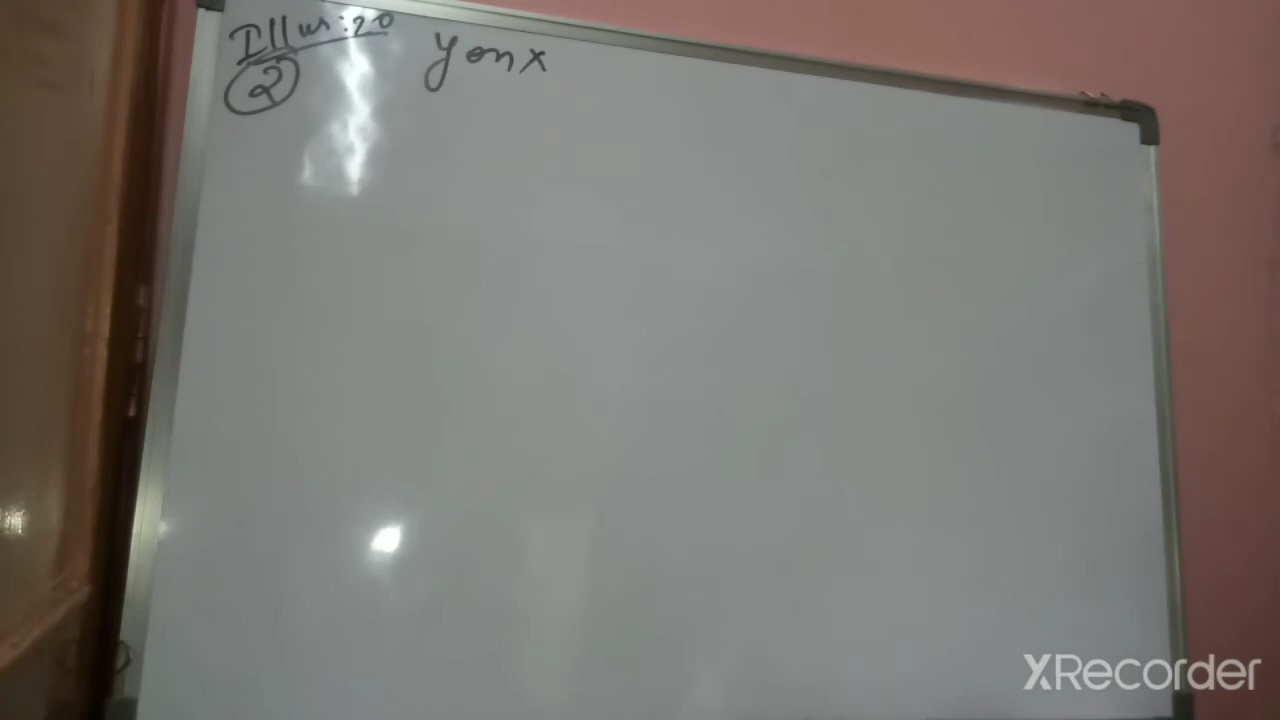 Illus:20
② y on x
XRecorder